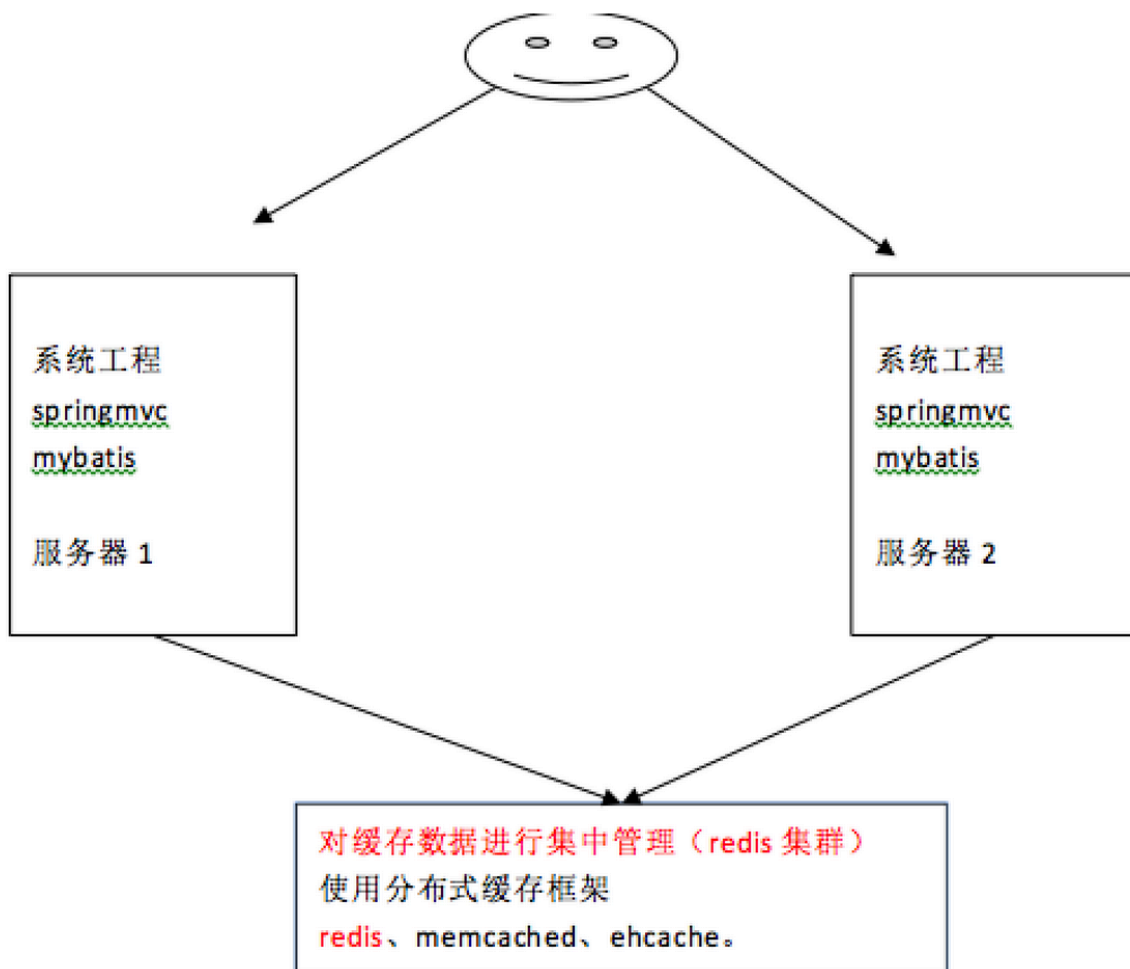 系统工程
springmvc
mybatis
服务器 1
系统工程
springmvc
mybatis
服务器 2
对缓存数据进行集中管理（redis 集群）
使用分布式缓存框架
redis、memcached、ehcache。